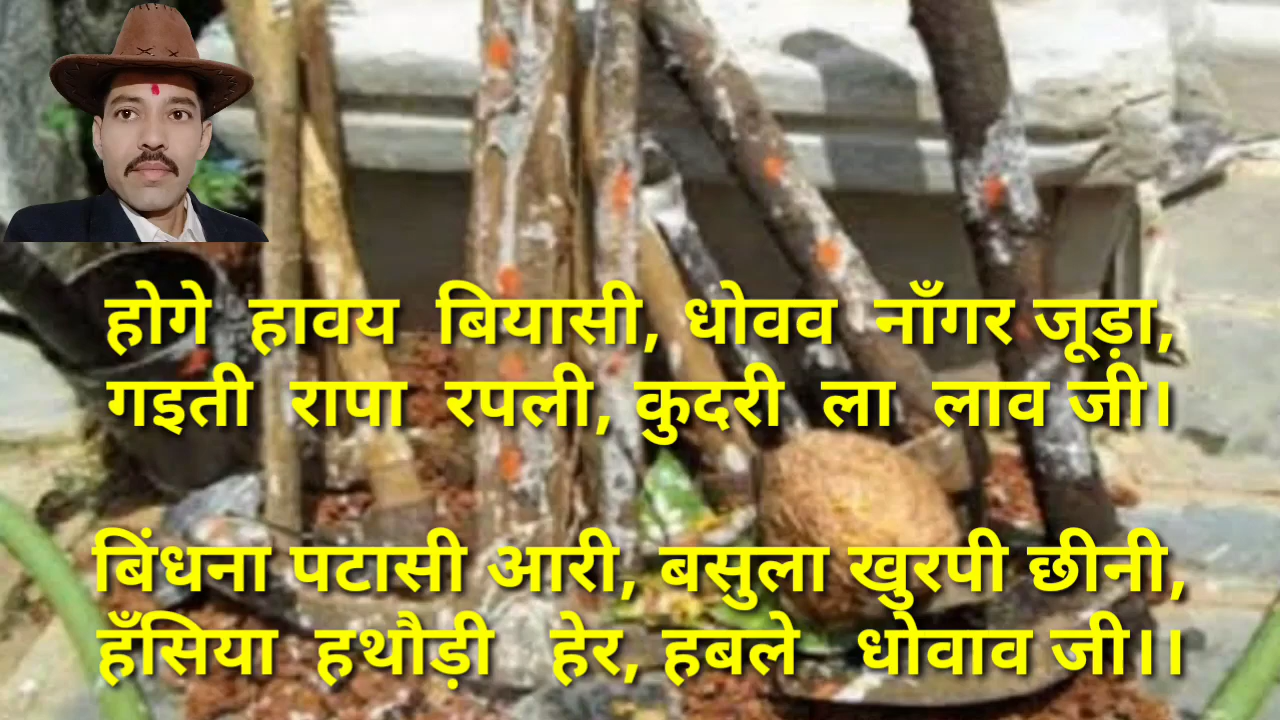 होगे हावय बियासी, धोवव नाँगर जूड़ा,
गइती रापा रपली, कुदरी ला लाव जी।
बिंधना पटासी आरी, बसुला खुरपी छीनी,
हँसिया हथौड़ी हेर, हबले धोवाव जी।।